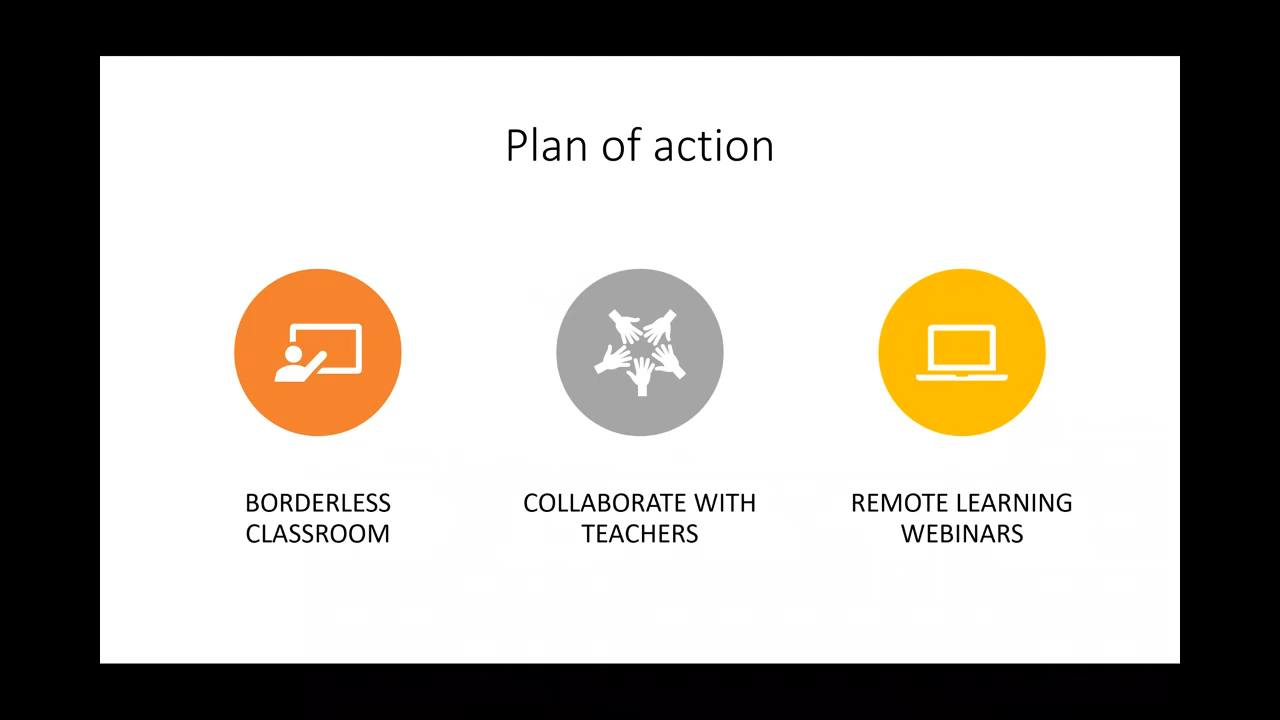 Plan of action
BORDERLESS
CLASSROOM
COLLABORATE WITH
TEACHERS
REMOTE LEARNING
WEBINARS